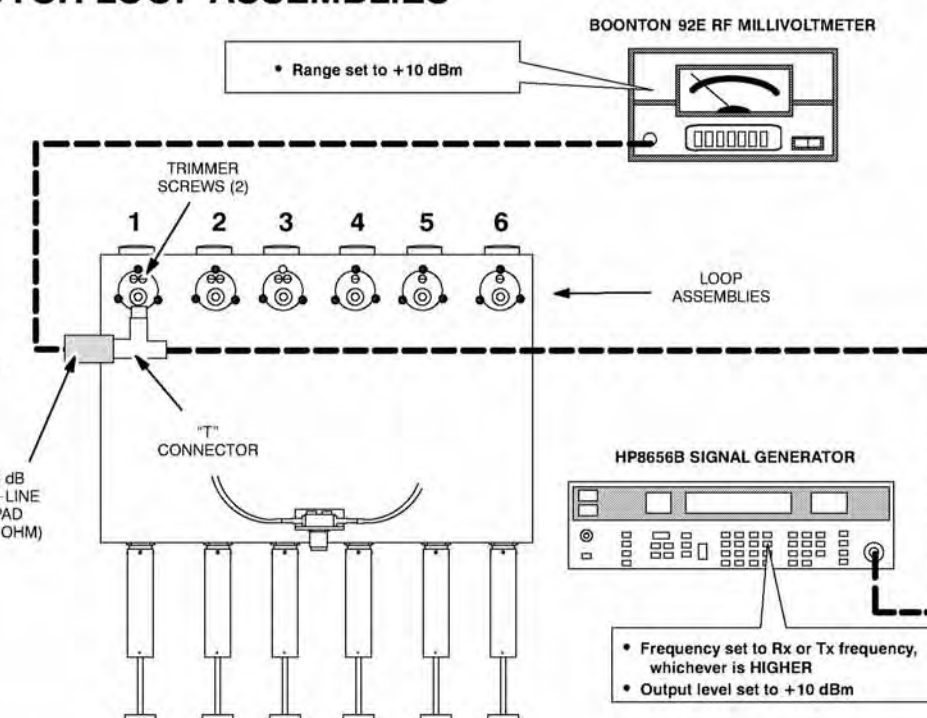 LOOP ASSEMBLIES
BOONTON 92E RF MILLIVOLTMETER
• Range set to +10 dBm
TRIMMER
SCREWS (2)
1 2 3 4 5 6
LOOP
ASSEMBLIES
"T"
CONNECTOR
dB
-LINE
PAD
OHM)
HP8656B SIGNAL GENERATOR
• Frequency set to Rx or Tx frequency,
whichever is HIGHER
• Output level set to +10 dBm